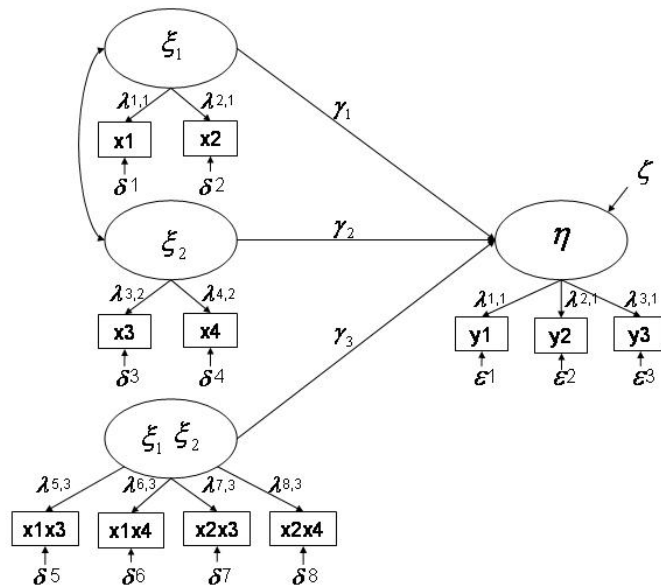 ξ1
λ1,1 λ2,1
x1 x2
δ1 δ2
γ1
ζ
ξ2
γ2
η
λ3,2 λ4,2
x3 x4
δ3 δ4
λ1,1 λ2,1 λ3,1
y1 y2 y3
ε1 ε2 ε3
γ3
ξ1 ξ2
λ5,3 λ6,3 λ7,3 λ8,3
x1x3 x1x4 x2x3 x2x4
δ5 δ6 δ7 δ8